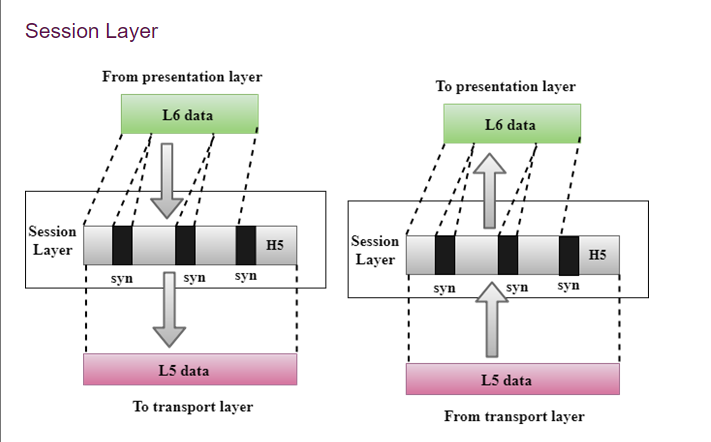 Session Layer
From presentation layer
L6 data
Session
Layer
H5
syn
syn
syn
L5 data
To transport layer
To presentation layer
L6 data
Session
Layer
H5
syn
syn
syn
L5 data
From transport layer